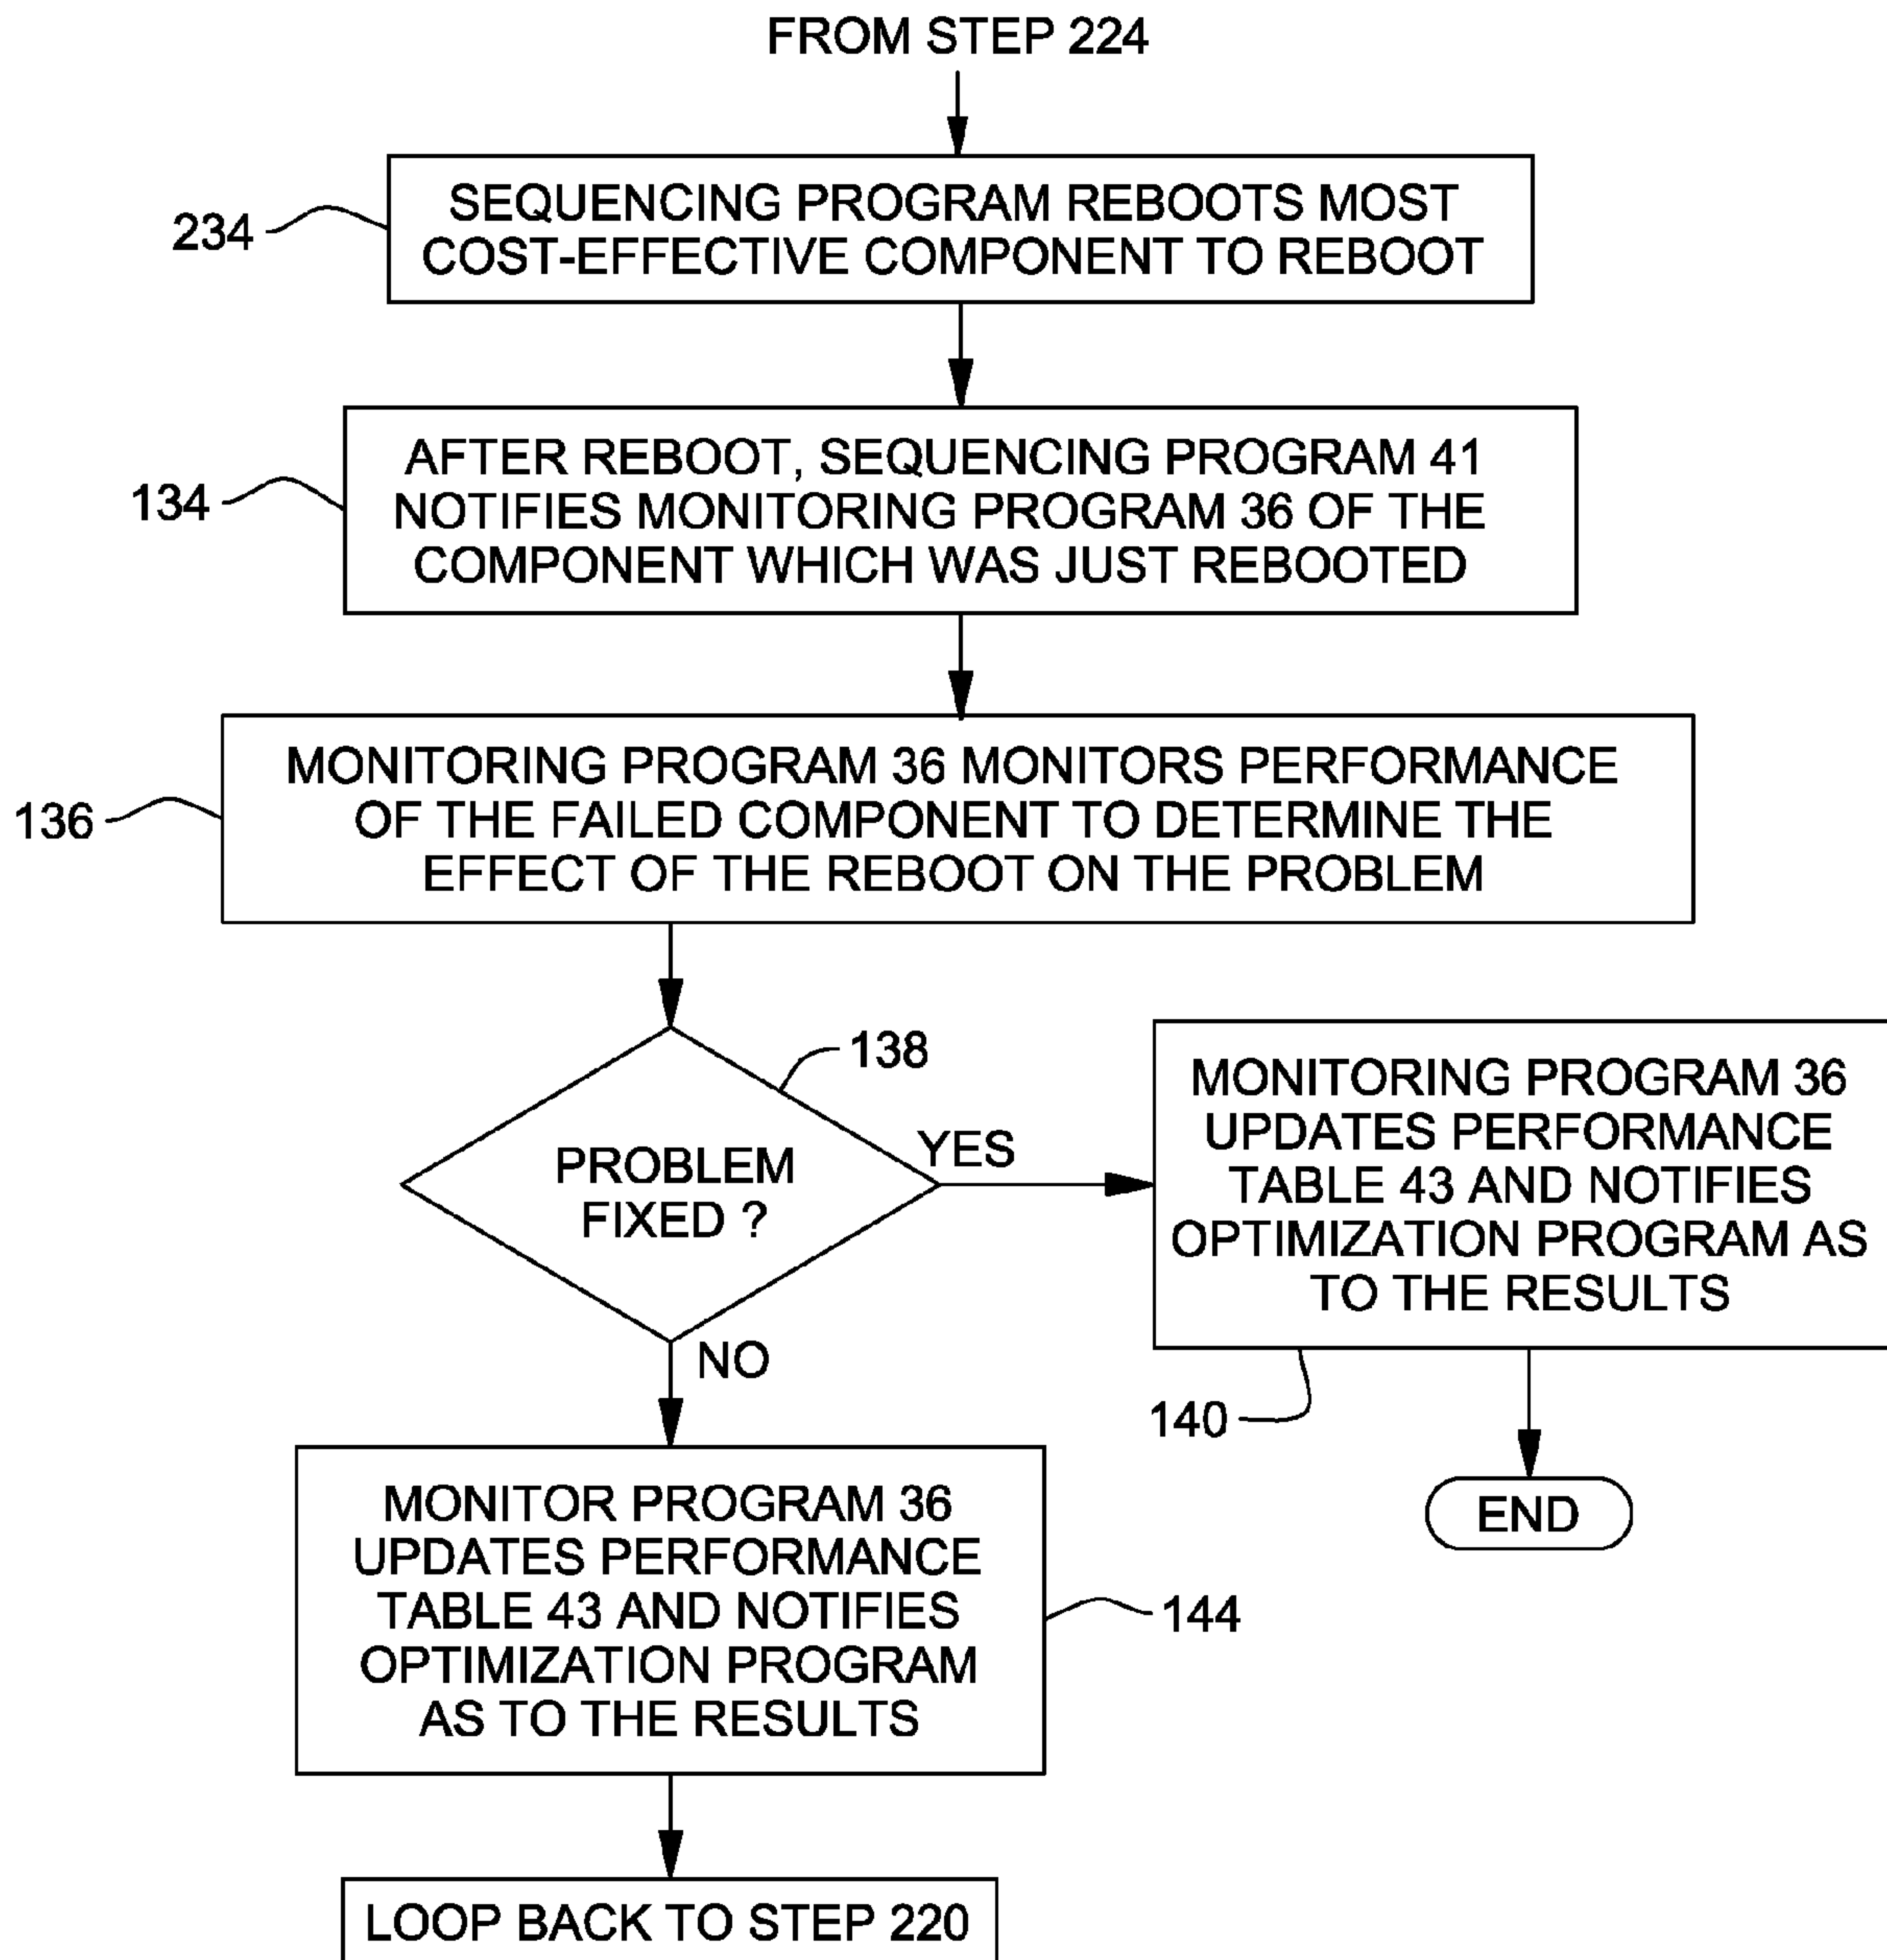 FROM STEP 224
SEQUENCING PROGRAM REBOOTS MOST
COST-EFFECTIVE COMPONENT TO REBOOT
234
AFTER REBOOT, SEQUENCING PROGRAM 41
NOTIFIES MONITORING PROGRAM 36 OF THE
COMPONENT WHICH WAS JUST REBOOTED
134
MONITORING PROGRAM 36 MONITORS PERFORMANCE
OF THE FAILED COMPONENT TO DETERMINE THE
EFFECT OF THE REBOOT ON THE PROBLEM
136
138
PROBLEM
FIXED ?
YES
MONITORING PROGRAM 36
UPDATES PERFORMANCE
TABLE 43 AND NOTIFIES
OPTIMIZATION PROGRAM AS
TO THE RESULTS
140
END
NO
MONITOR PROGRAM 36
UPDATES PERFORMANCE
TABLE 43 AND NOTIFIES
OPTIMIZATION PROGRAM
AS TO THE RESULTS
144
LOOP BACK TO STEP 220